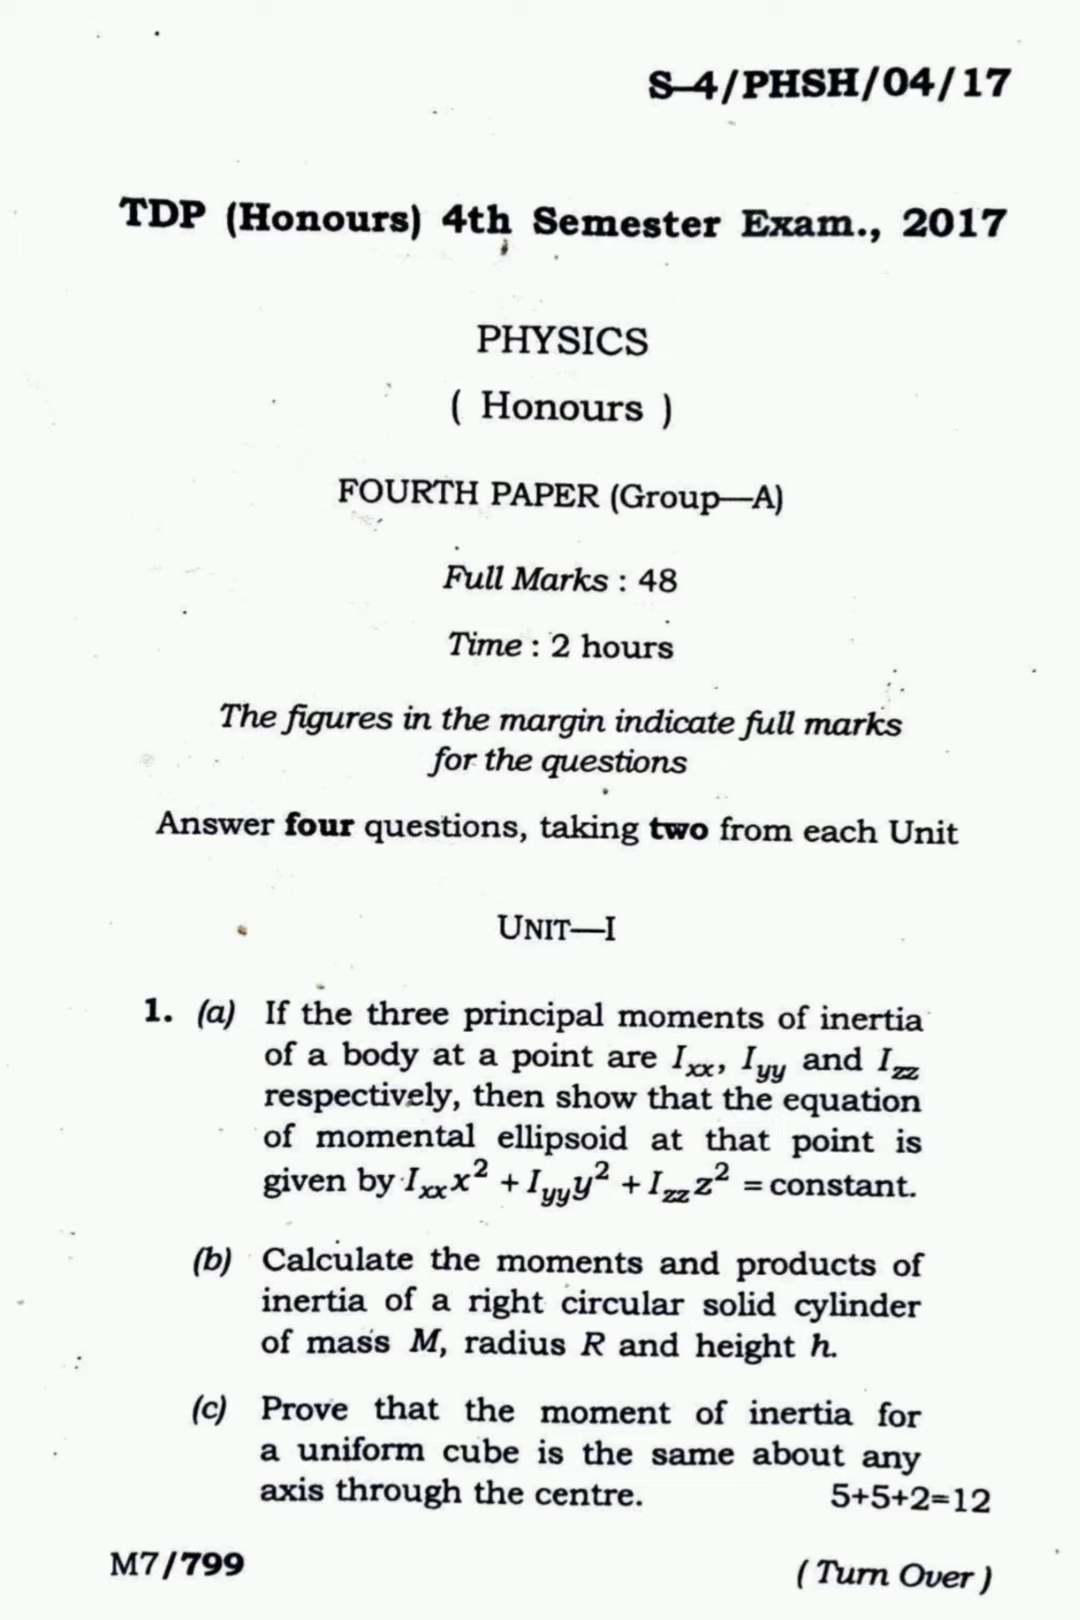 S-4/PHSH/04/17
TDP (Honours) 4th Semester Exam., 2017
PHYSICS
( Honours )
FOURTH PAPER (Group—A)
Full Marks : 48
Time : 2 hours
The figures in the margin indicate full marks
for the questions
Answer four questions, taking two from each Unit
UNIT—I
1. (a) If the three principal moments of inertia
of a body at a point are I_xx, I_yy and I_zz
respectively, then show that the equation
of momental ellipsoid at that point is
given by I_xx x² + I_yy y² + I_zz z² = constant.
(b) Calculate the moments and products of
inertia of a right circular solid cylinder
of mass M, radius R and height h.
(c) Prove that the moment of inertia for
a uniform cube is the same about any
axis through the centre. 5+5+2=12
M7/799 ( Turn Over )